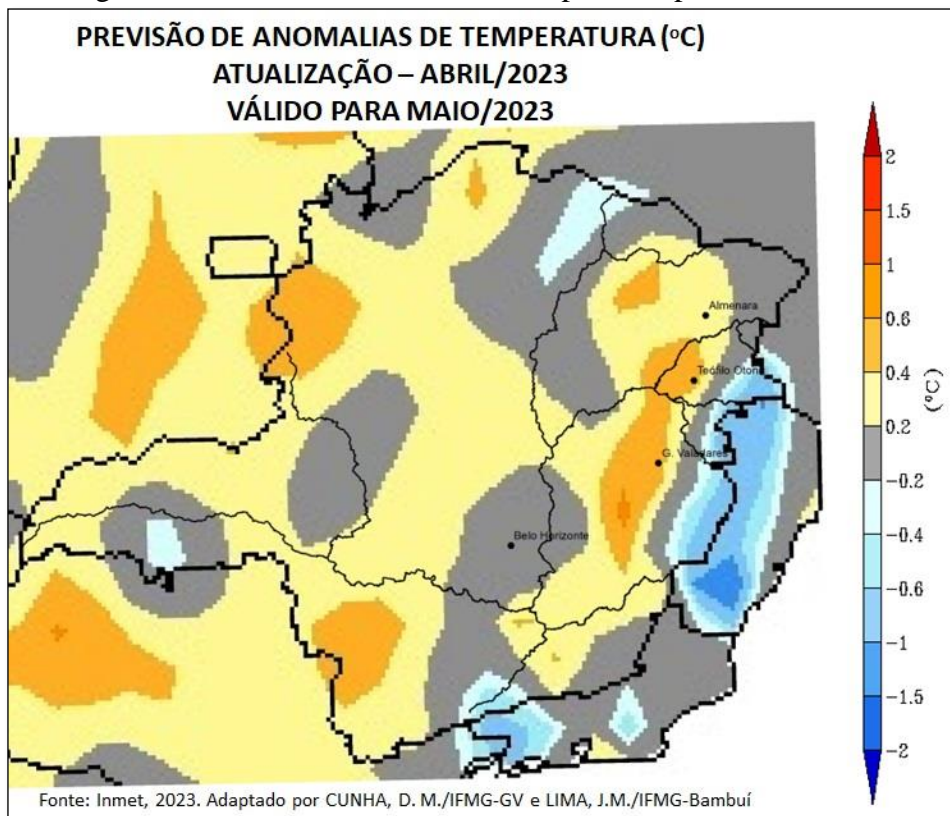 PREVISÃO DE ANOMALIAS DE TEMPERATURA (ºC)
ATUALIZAÇÃO – ABRIL/2023
VÁLIDO PARA MAIO/2023
2
1.5
1
0.6
0.4
0.2
-0.2
-0.4
-0.6
-1
-1.5
-2
(°C)
Almenara
Teófilo Otoni
G. Valadares
Belo Horizonte
Fonte: Inmet, 2023. Adaptado por CUNHA, D. M./IFMG-GV e LIMA, J.M./IFMG-Bambuí